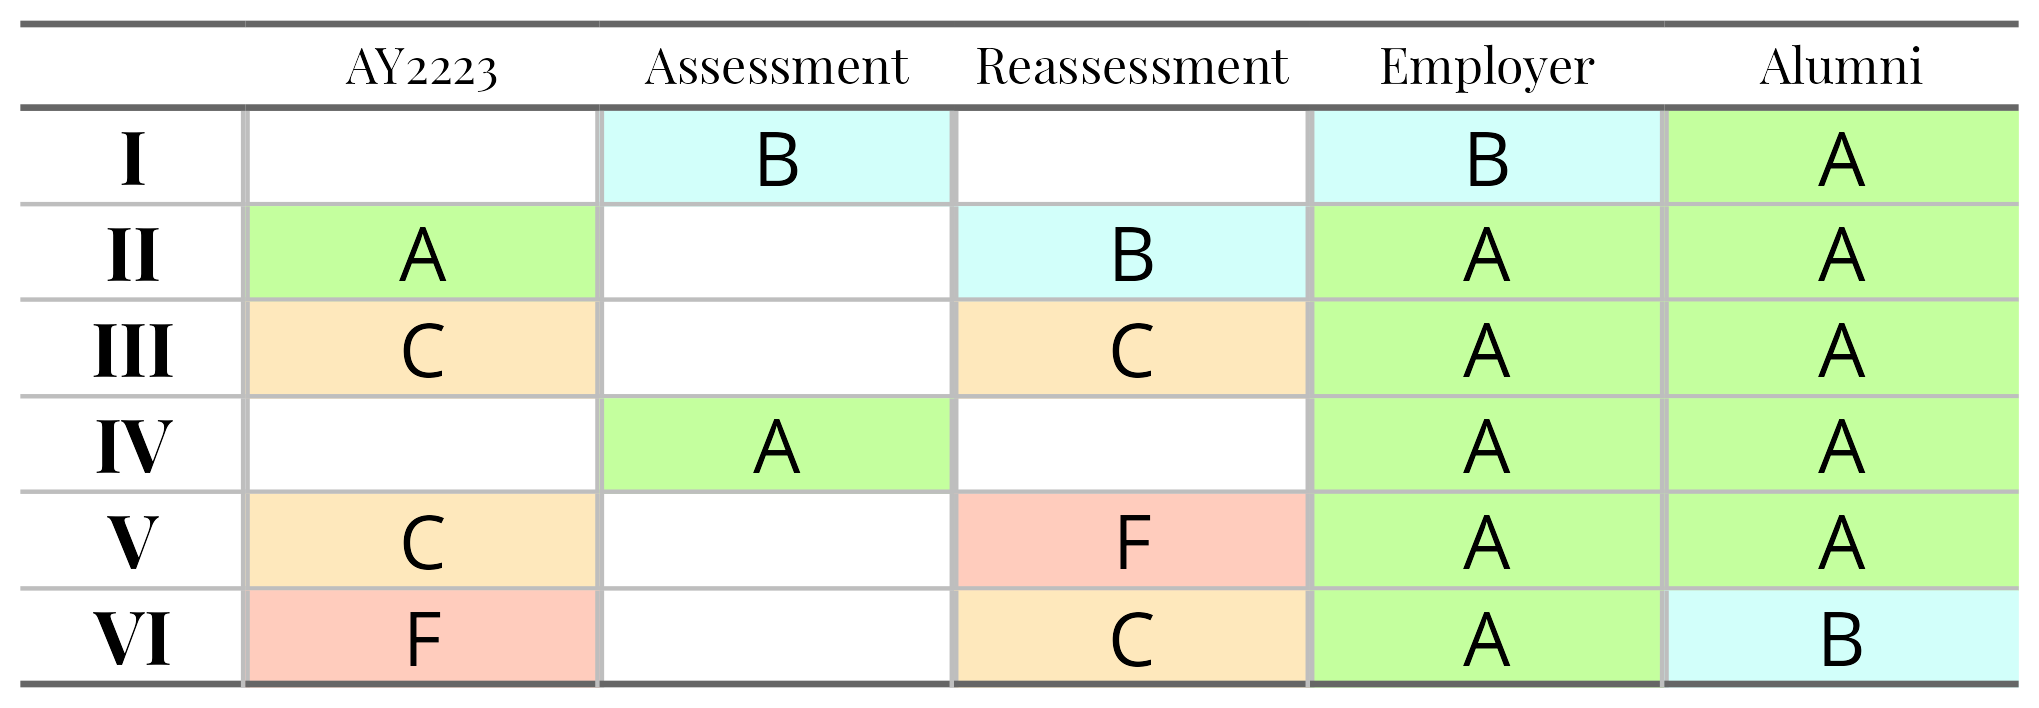 AY2223 Assessment Reassessment Employer Alumni
I B B A
II A B A A
III C C A A
IV A A A
V C F A A
VI F C A B